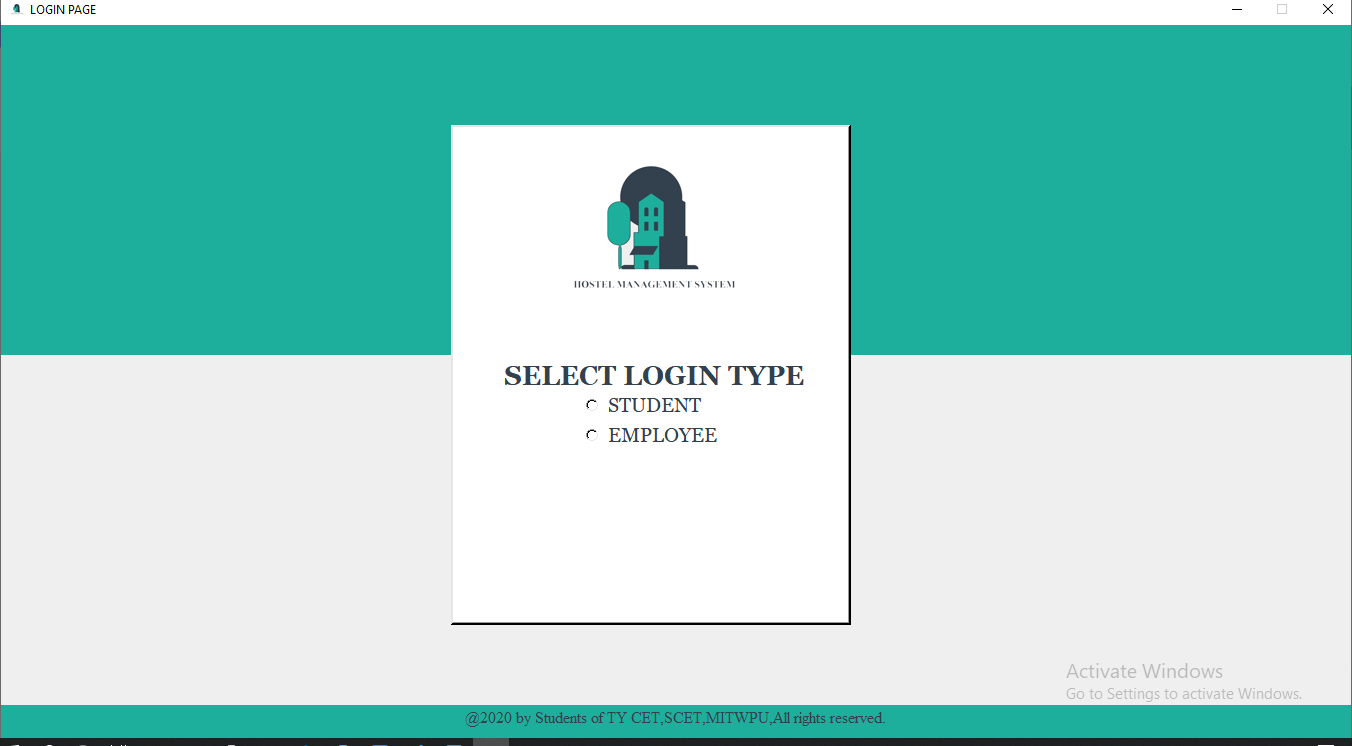 LOGIN PAGE
HOSTEL MANAGEMENT SYSTEM
SELECT LOGIN TYPE
STUDENT
EMPLOYEE
Activate Windows
Go to Settings to activate Windows.
@2020 by Students of TY CET,SCET,MITWPU,All rights reserved.